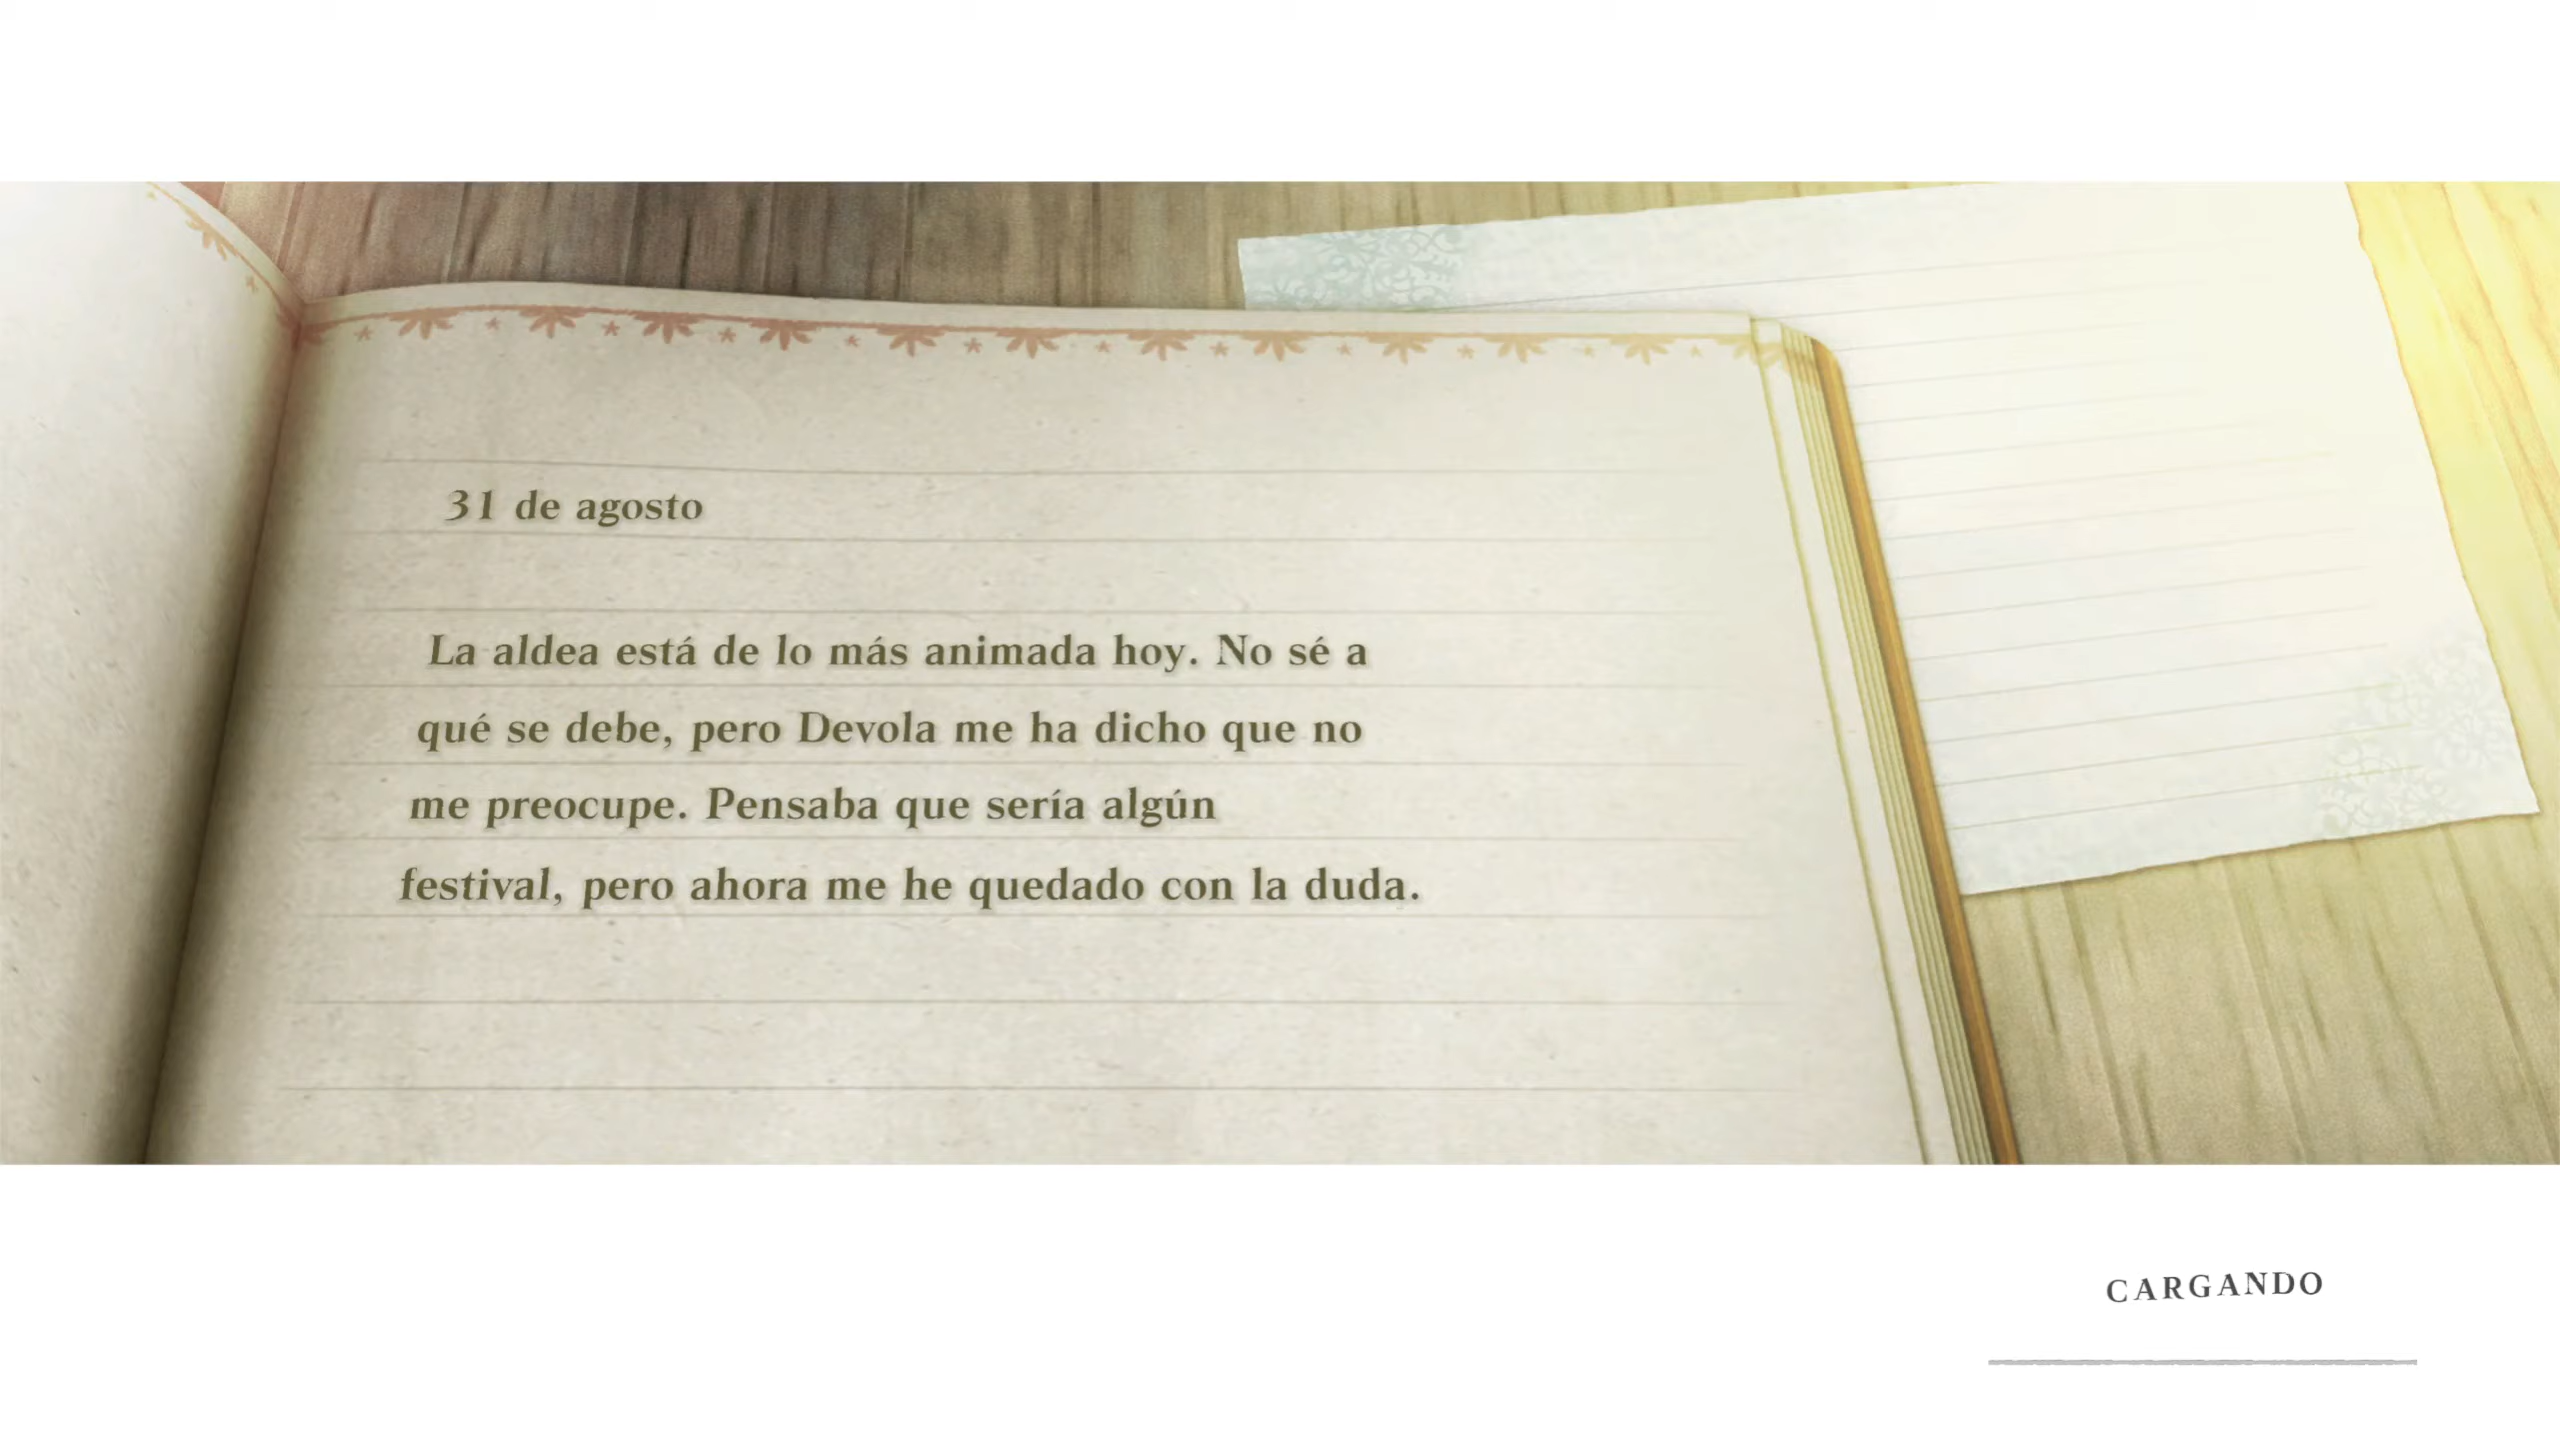 31 de agosto
La aldea está de lo más animada hoy. No sé a
qué se debe, pero Devola me ha dicho que no
me preocupe. Pensaba que sería algún
festival, pero ahora me he quedado con la duda.
CARGANDO